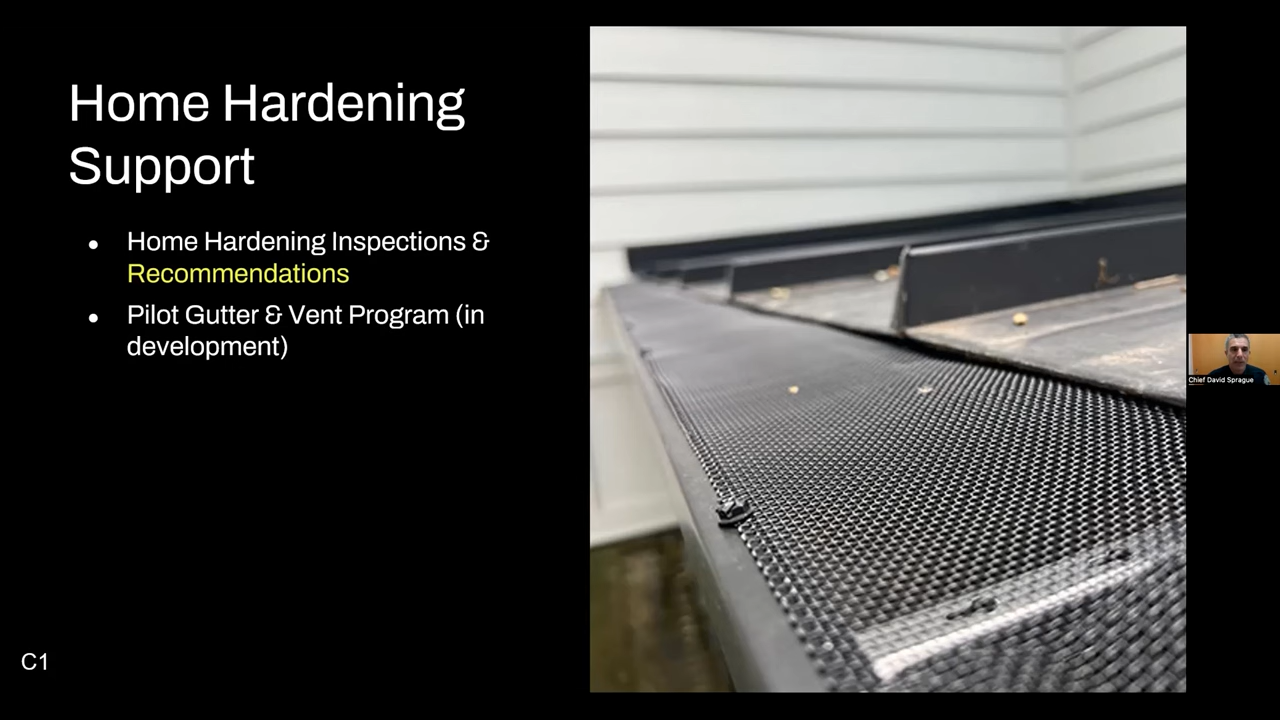 Home Hardening
Support
● Home Hardening Inspections &
Recommendations
● Pilot Gutter & Vent Program (in
development)
C1
Chief David Sprague